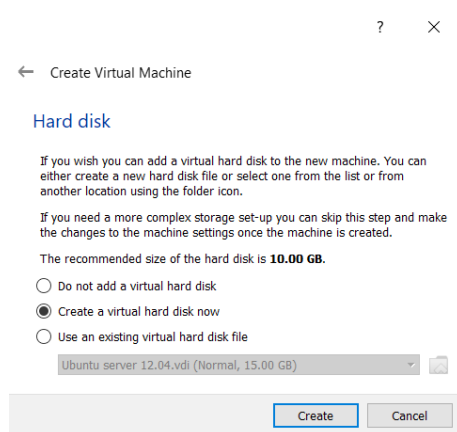 ?
Create Virtual Machine
Hard disk
If you wish you can add a virtual hard disk to the new machine. You can
either create a new hard disk file or select one from the list or from
another location using the folder icon.
If you need a more complex storage set-up you can skip this step and make
the changes to the machine settings once the machine is created.
The recommended size of the hard disk is 10.00 GB.
Do not add a virtual hard disk
Create a virtual hard disk now
Use an existing virtual hard disk file
Ubuntu server 12.04.vdi (Normal, 15.00 GB)
Create Cancel